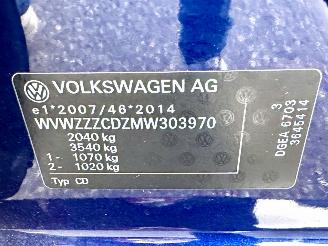 VOLKSWAGEN AG
e1*2007/46*2014
WVWZZZCDZMW303970
2040 kg
3540 kg
1- 1070 kg
2- 1020 kg
Typ CD
3
DGEA 6703
3645414